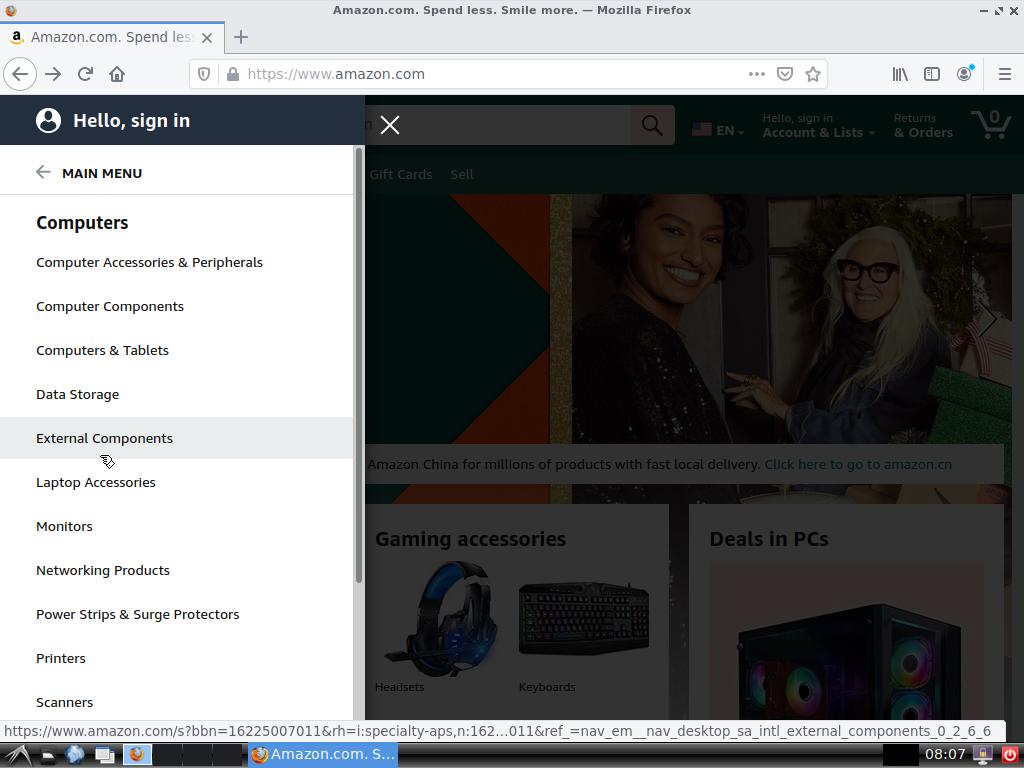 Amazon.com. Spend less. Smile more. — Mozilla Firefox
Amazon.com. Spend les
https://www.amazon.com
Hello, sign in
EN
Hello, sign in
Account & Lists
Returns
& Orders
0
MAIN MENU
Gift Cards
Sell
Computers
Computer Accessories & Peripherals
Computer Components
Computers & Tablets
Data Storage
External Components
Laptop Accessories
Monitors
Networking Products
Power Strips & Surge Protectors
Printers
Scanners
Amazon China for millions of products with fast local delivery. Click here to go to amazon.cn
Gaming accessories
Headsets
Keyboards
Deals in PCs
https://www.amazon.com/s?bbn=16225007011&rh=i:specialty-aps,n:162…011&ref_=nav_em__nav_desktop_sa_intl_external_components_0_2_6_6
Amazon.com. S...
08:07